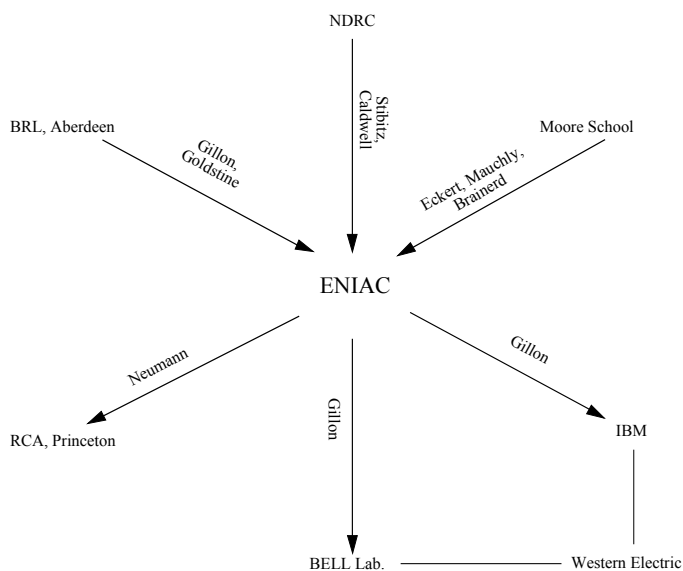 NDRC
Stibitz,
Caldwell
BRL, Aberdeen
Moore School
Gillon,
Goldstine
Eckert, Mauchly,
Brainerd
ENIAC
Neumann
Gillon
Gillon
RCA, Princeton
IBM
BELL Lab.
Western Electric